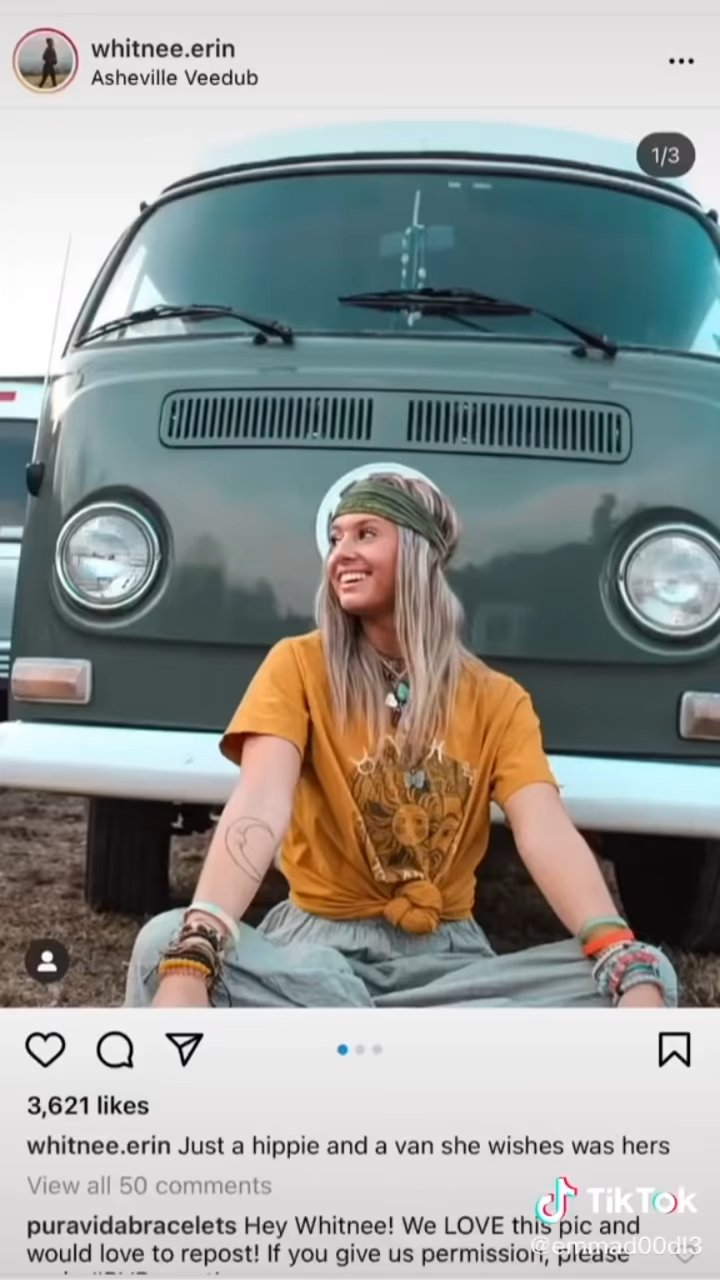 whitnee.erin
Asheville Veedub
1/3
3,621 likes
whitnee.erin Just a hippie and a van she wishes was hers
View all 50 comments
puravidabracelets Hey Whitnee! We LOVE this pic and
would love to repost! If you give us permission, please
TikTok
@emmad00dl3